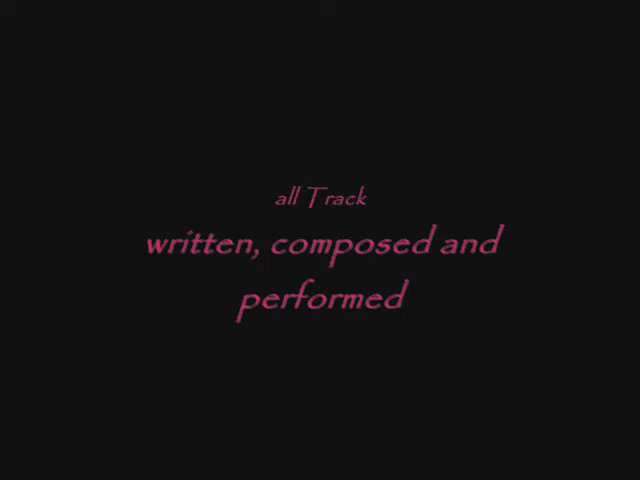 all Track
written, composed and
performed